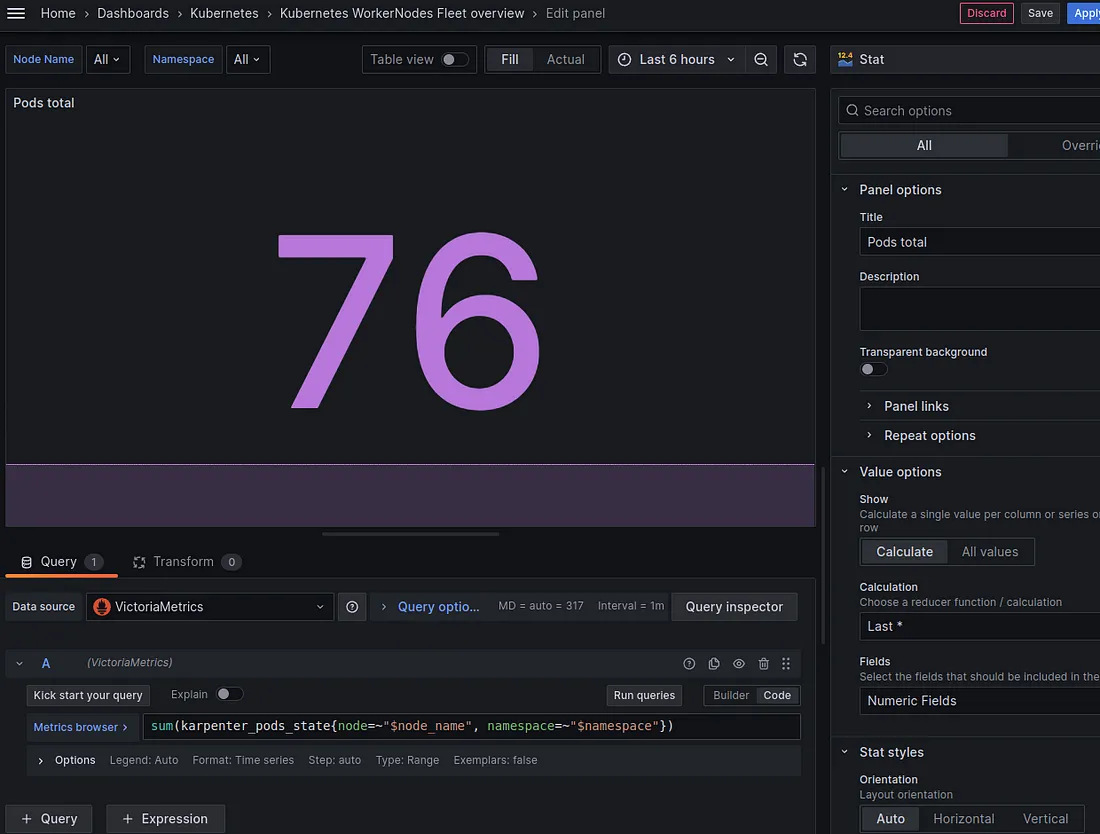 Home › Dashboards › Kubernetes › Kubernetes WorkerNodes Fleet overview › Edit panel Discard Save Apply
Node Name All Namespace All Table view Fill Actual Last 6 hours 12.4 Stat
Pods total
76
Search options
All
Panel options
Title
Pods total
Description
Transparent background
Panel links
Repeat options
Value options
Show
Calculate a single value per column or series or
row
Calculate All values
Calculation
Choose a reducer function / calculation
Last *
Fields
Select the fields that should be included in the
Numeric Fields
Stat styles
Orientation
Layout orientation
Auto Horizontal Vertical
Query 1 Transform 0
Data source VictoriaMetrics › Query optio... MD = auto = 317 Interval = 1m Query inspector
A (VictoriaMetrics)
Kick start your query Explain Run queries Builder Code
Metrics browser › sum(karpenter_pods_state{node=~"$node_name", namespace=~"$namespace"})
› Options Legend: Auto Format: Time series Step: auto Type: Range Exemplars: false
+ Query + Expression